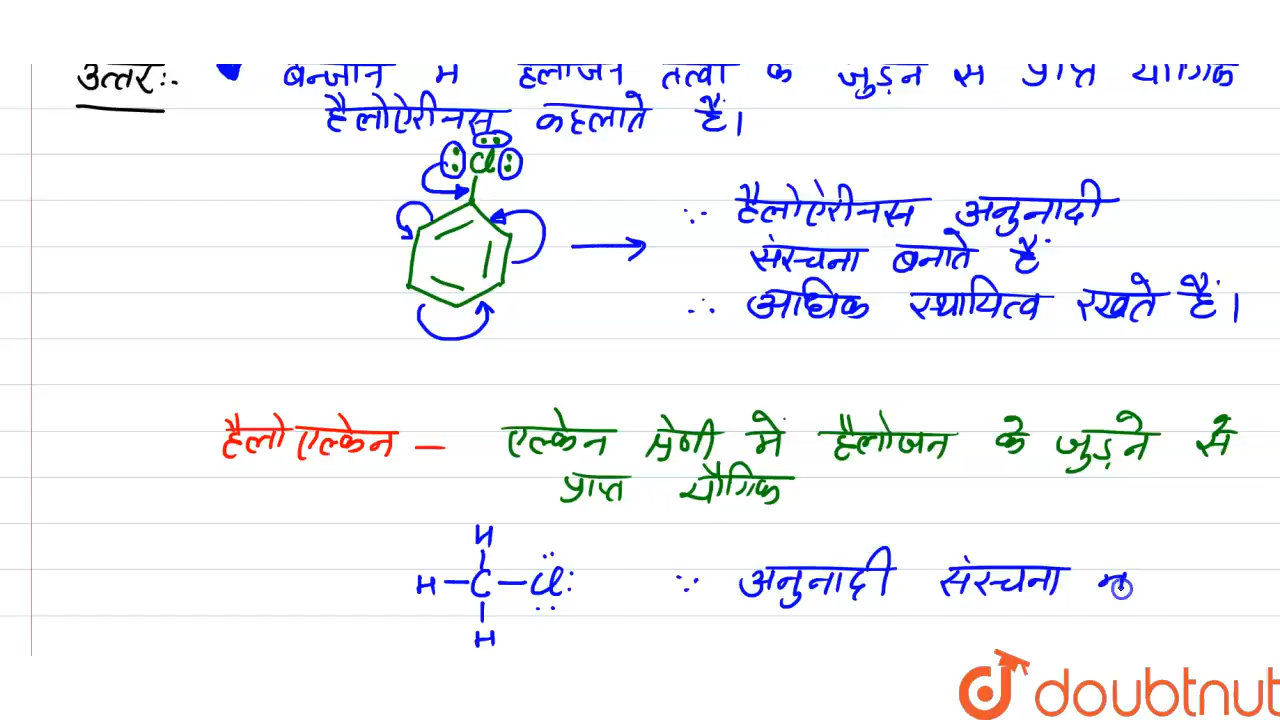 उत्तर:-
बेन्जीन में हैलोजन तत्वों के जुड़ने से प्राप्त यौगिक
हैलोऐरीनस कहलाते हैं।
:Cl:
∵ हैलोऐरीनस अनुनादी
संरचना बनाते हैं
∴ अधिक स्थायित्व रखते हैं।
हैलोएल्केन – एल्केन श्रेणी में हैलोजन के जुड़ने से
प्राप्त यौगिक
H
H – C – Cl:
H
∵ अनुनादी संरचना न
doubtnut